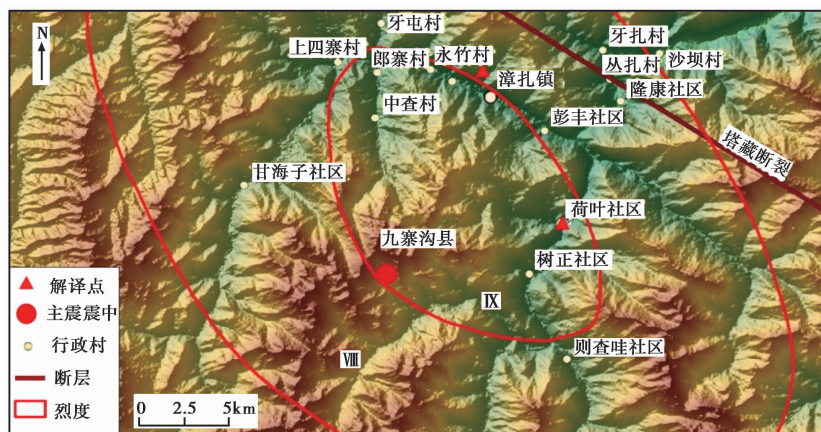 牙屯村
N
上四寨村
郎寨村
永竹村
漳扎镇
牙扎村
丛扎村
沙坝村
隆康社区
中查村
彭丰社区
塔藏断裂
甘海子社区
荷叶社区
九寨沟县
树正社区
Ⅸ
则查哇社区
Ⅷ
解译点
主震震中
行政村
断层
烈度
0 2.5 5km